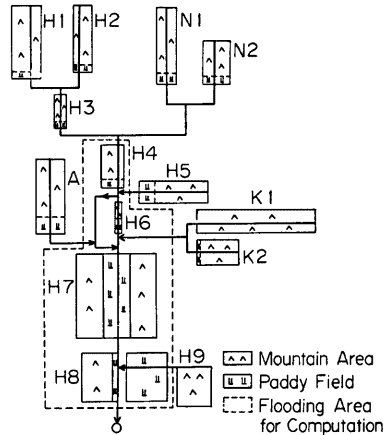 H1
H2
N1
N2
H3
H4
A
H5
H6
K1
K2
H7
H8
H9
Mountain Area
Paddy Field
Flooding Area
for Computation